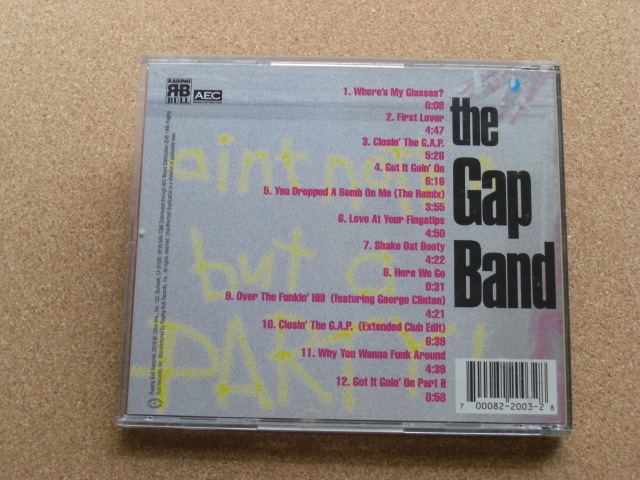 RAGING
RB
BULL
AEC
1. Where's My Glasses?
0:08
2. First Lover
4:47
3. Closin' The G.A.P.
5:26
4. Got It Goin' On
6:16
5. You Dropped A Bomb On Me (The Remix)
3:55
6. Love At Your Fingatips
4:50
7. Shake Dat Booty
4:22
8. Here We Go
0:31
9. Over The Funkin' Hill (featuring George Clinton)
4:21
10. Closin' The G.A.P. (Extended Club Edit)
6:39
11. Why You Wanna Funk Around
4:39
12. Got It Goin' On Part II
0:58
the
Gap
Band
aint
but a
PARTY!
7 00082-2003-2 8